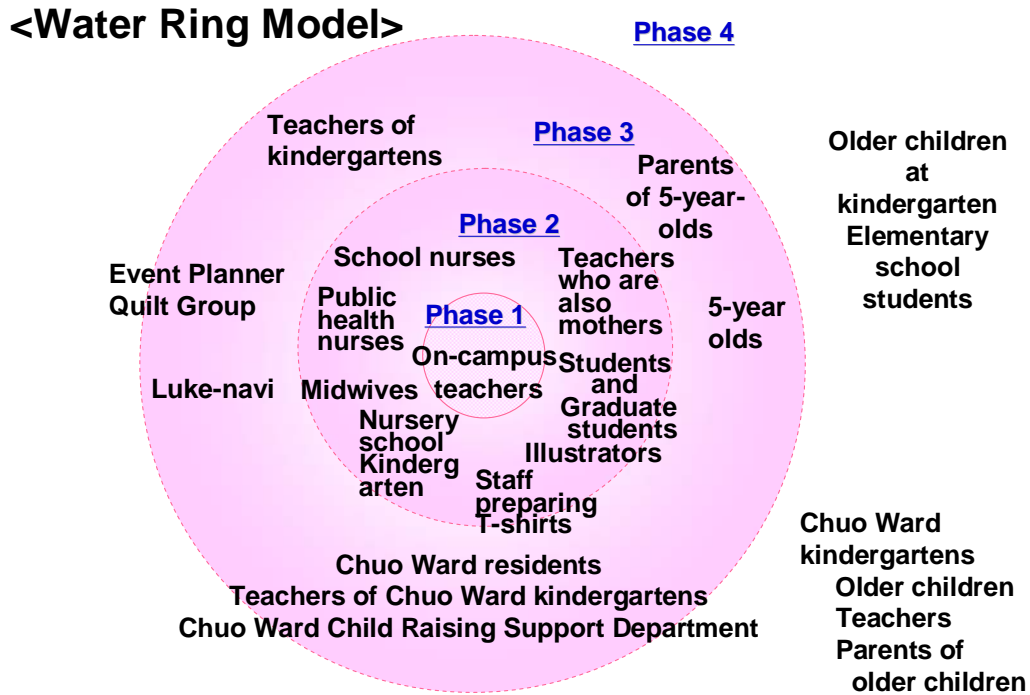 <Water Ring Model>
Phase 4
Teachers of
kindergartens
Phase 3
Parents
of 5-year-
olds
Older children
at
kindergarten
Elementary
school
students
Phase 2
School nurses
Teachers
who are
also
mothers
Event Planner
Quilt Group
Public
health
nurses
Phase 1
5-year
olds
On-campus
teachers
Students
and
Graduate
students
Luke-navi
Midwives
Nursery
school
Kinderg
arten
Illustrators
Staff
preparing
T-shirts
Chuo Ward residents
Teachers of Chuo Ward kindergartens
Chuo Ward Child Raising Support Department
Chuo Ward
kindergartens
Older children
Teachers
Parents of
older children